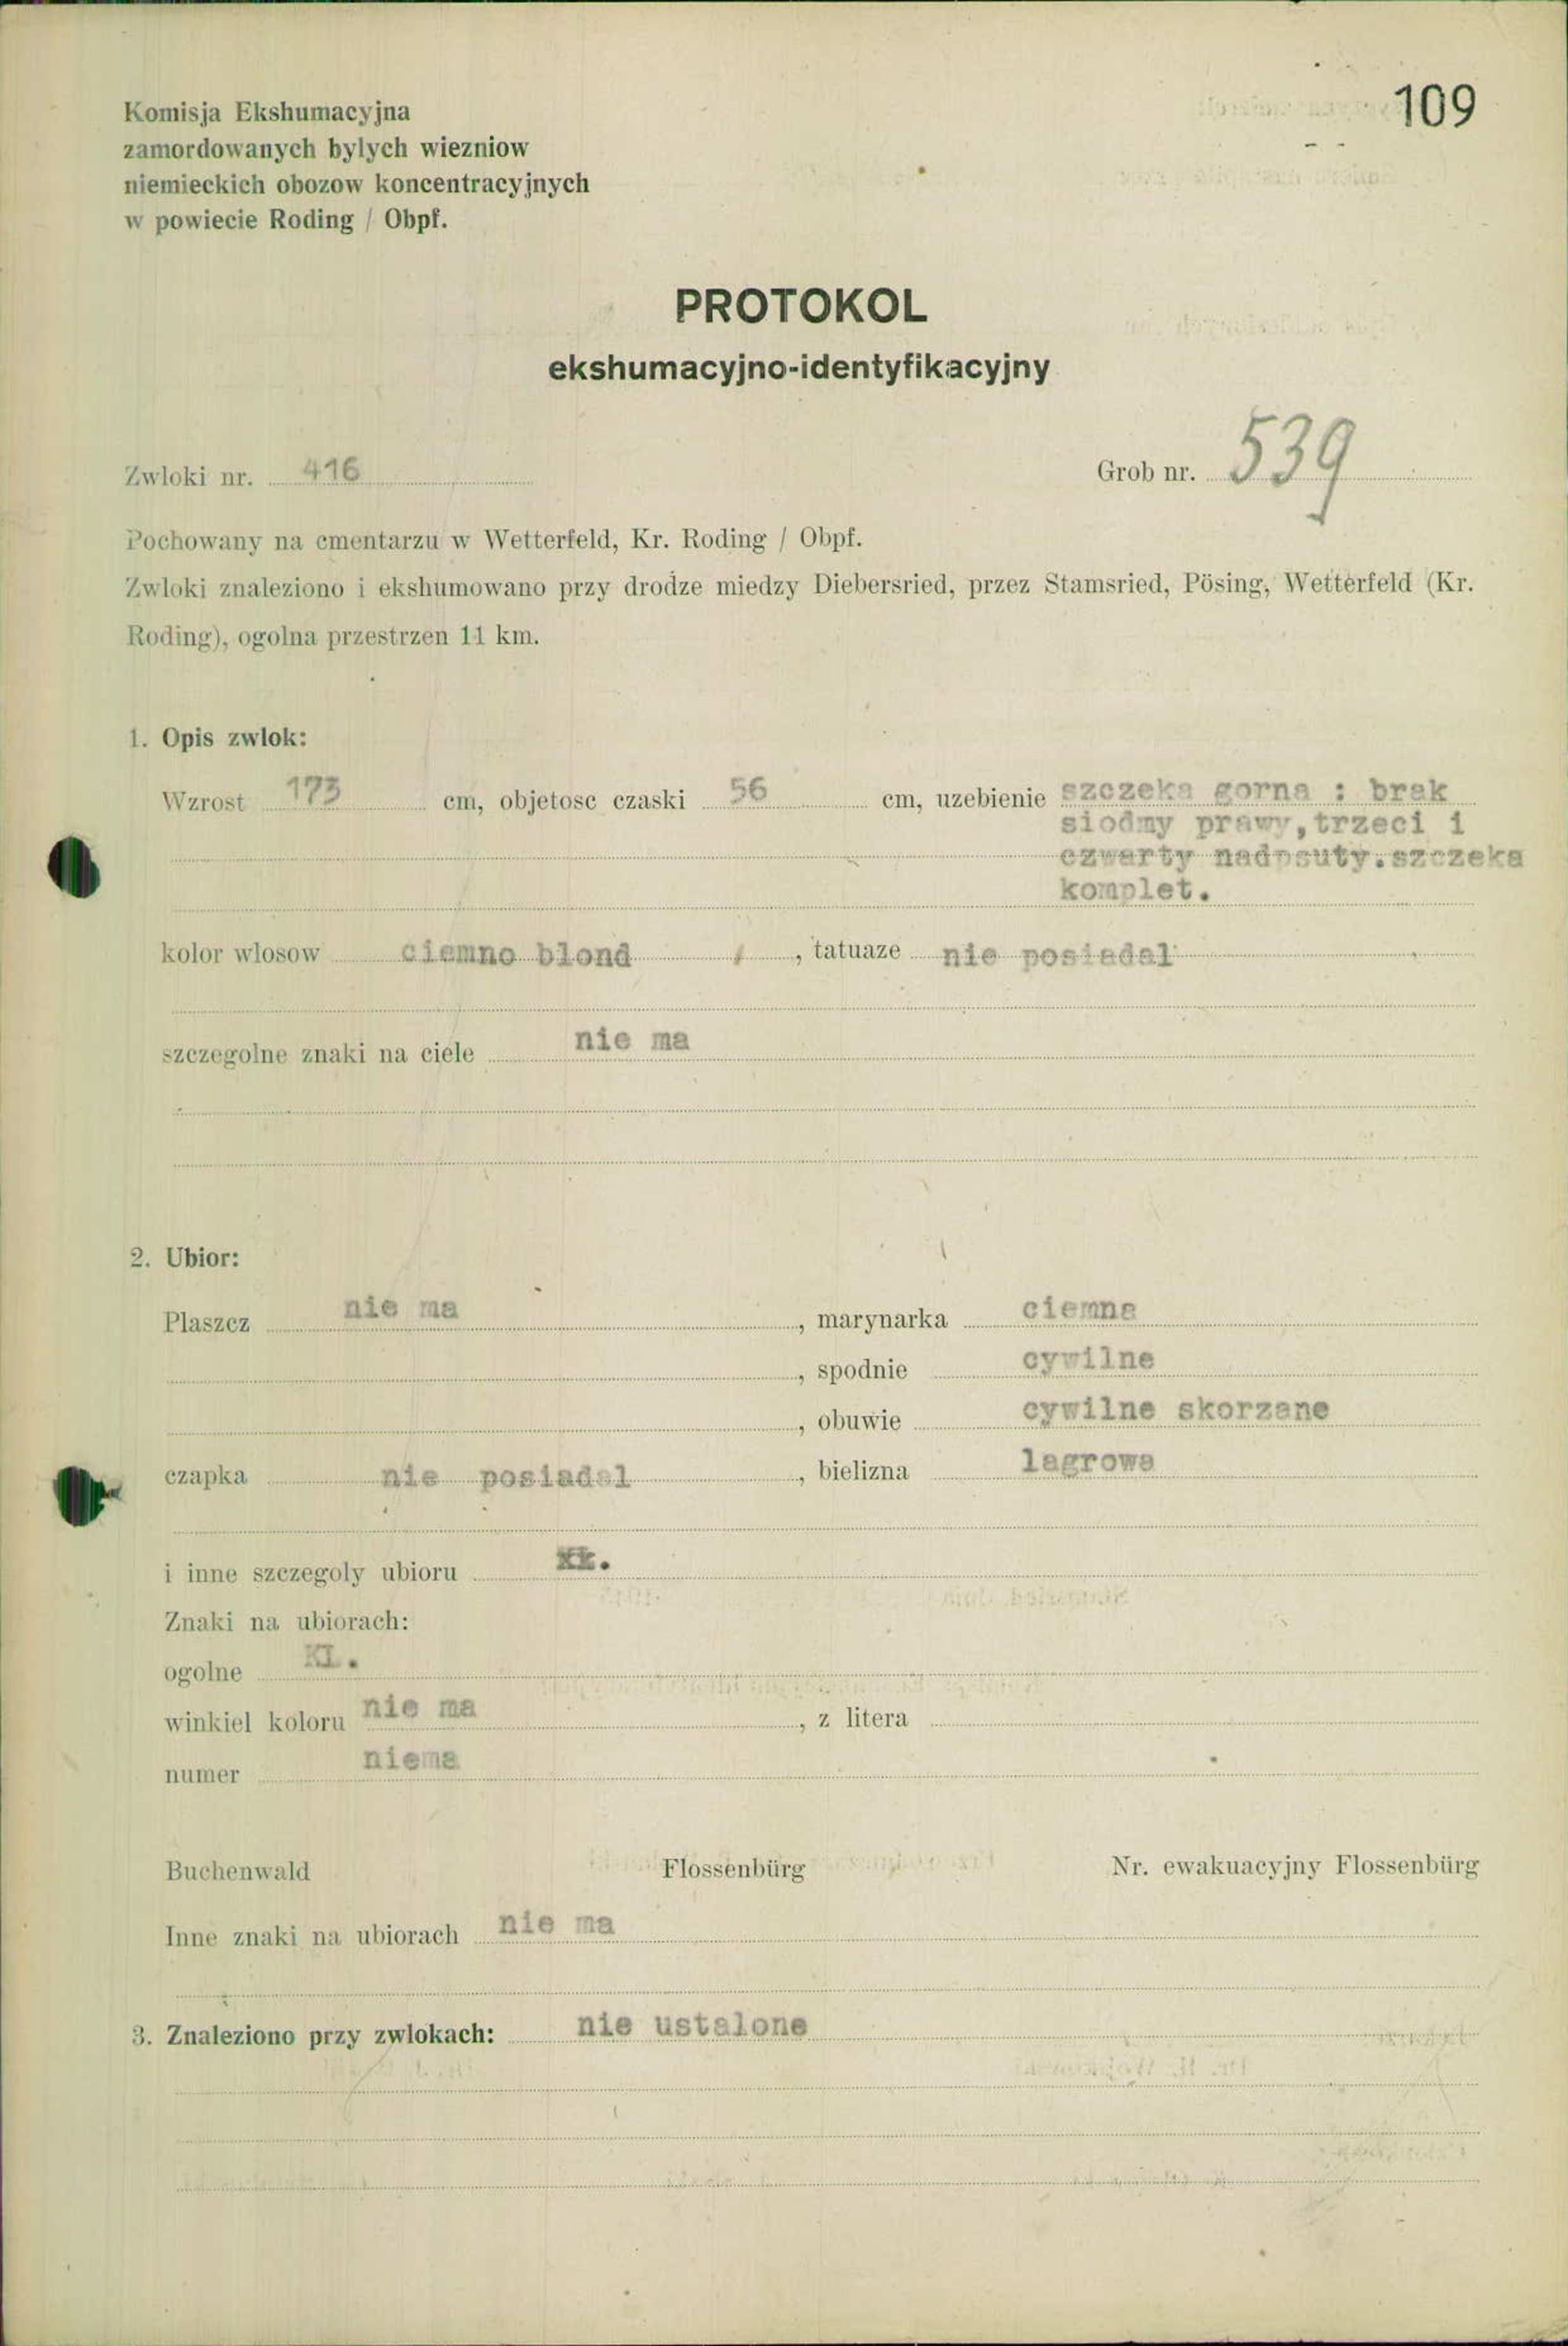 109
Komisja Ekshumacyjna
zamordowanych bylych wiezniow
niemieckich obozow koncentracyjnych
w powiecie Roding / Obpf.
PROTOKOL
ekshumacyjno-identyfikacyjny
Zwloki nr. 416 Grob nr. 539
Pochowany na cmentarzu w Wetterfeld, Kr. Roding / Obpf.
Zwloki znaleziono i ekshumowano przy drodze miedzy Diebersried, przez Stamsried, Pösing, Wetterfeld (Kr.
Roding), ogolna przestrzen 11 km.
1. Opis zwlok:
Wzrost 173 cm, objetosc czaski 56 cm, uzebienie szczeka gorna : brak
siodmy prawy, trzeci i
czwarty nadpsuty. szczeka
komplet.
kolor wlosow ciemno blond , tatuaze nie posiadal
szczegolne znaki na ciele nie ma
2. Ubior:
Plaszcz nie ma , marynarka ciemna
, spodnie cywilne
, obuwie cywilne skorzane
czapka nie posiadal , bielizna lagrowa
i inne szczegoly ubioru
Znaki na ubiorach:
ogolne
winkiel koloru nie ma , z litera
numer niema
Buchenwald Flossenbürg Nr. ewakuacyjny Flossenbürg
Inne znaki na ubiorach nie ma
3. Znaleziono przy zwlokach: nie ustalone